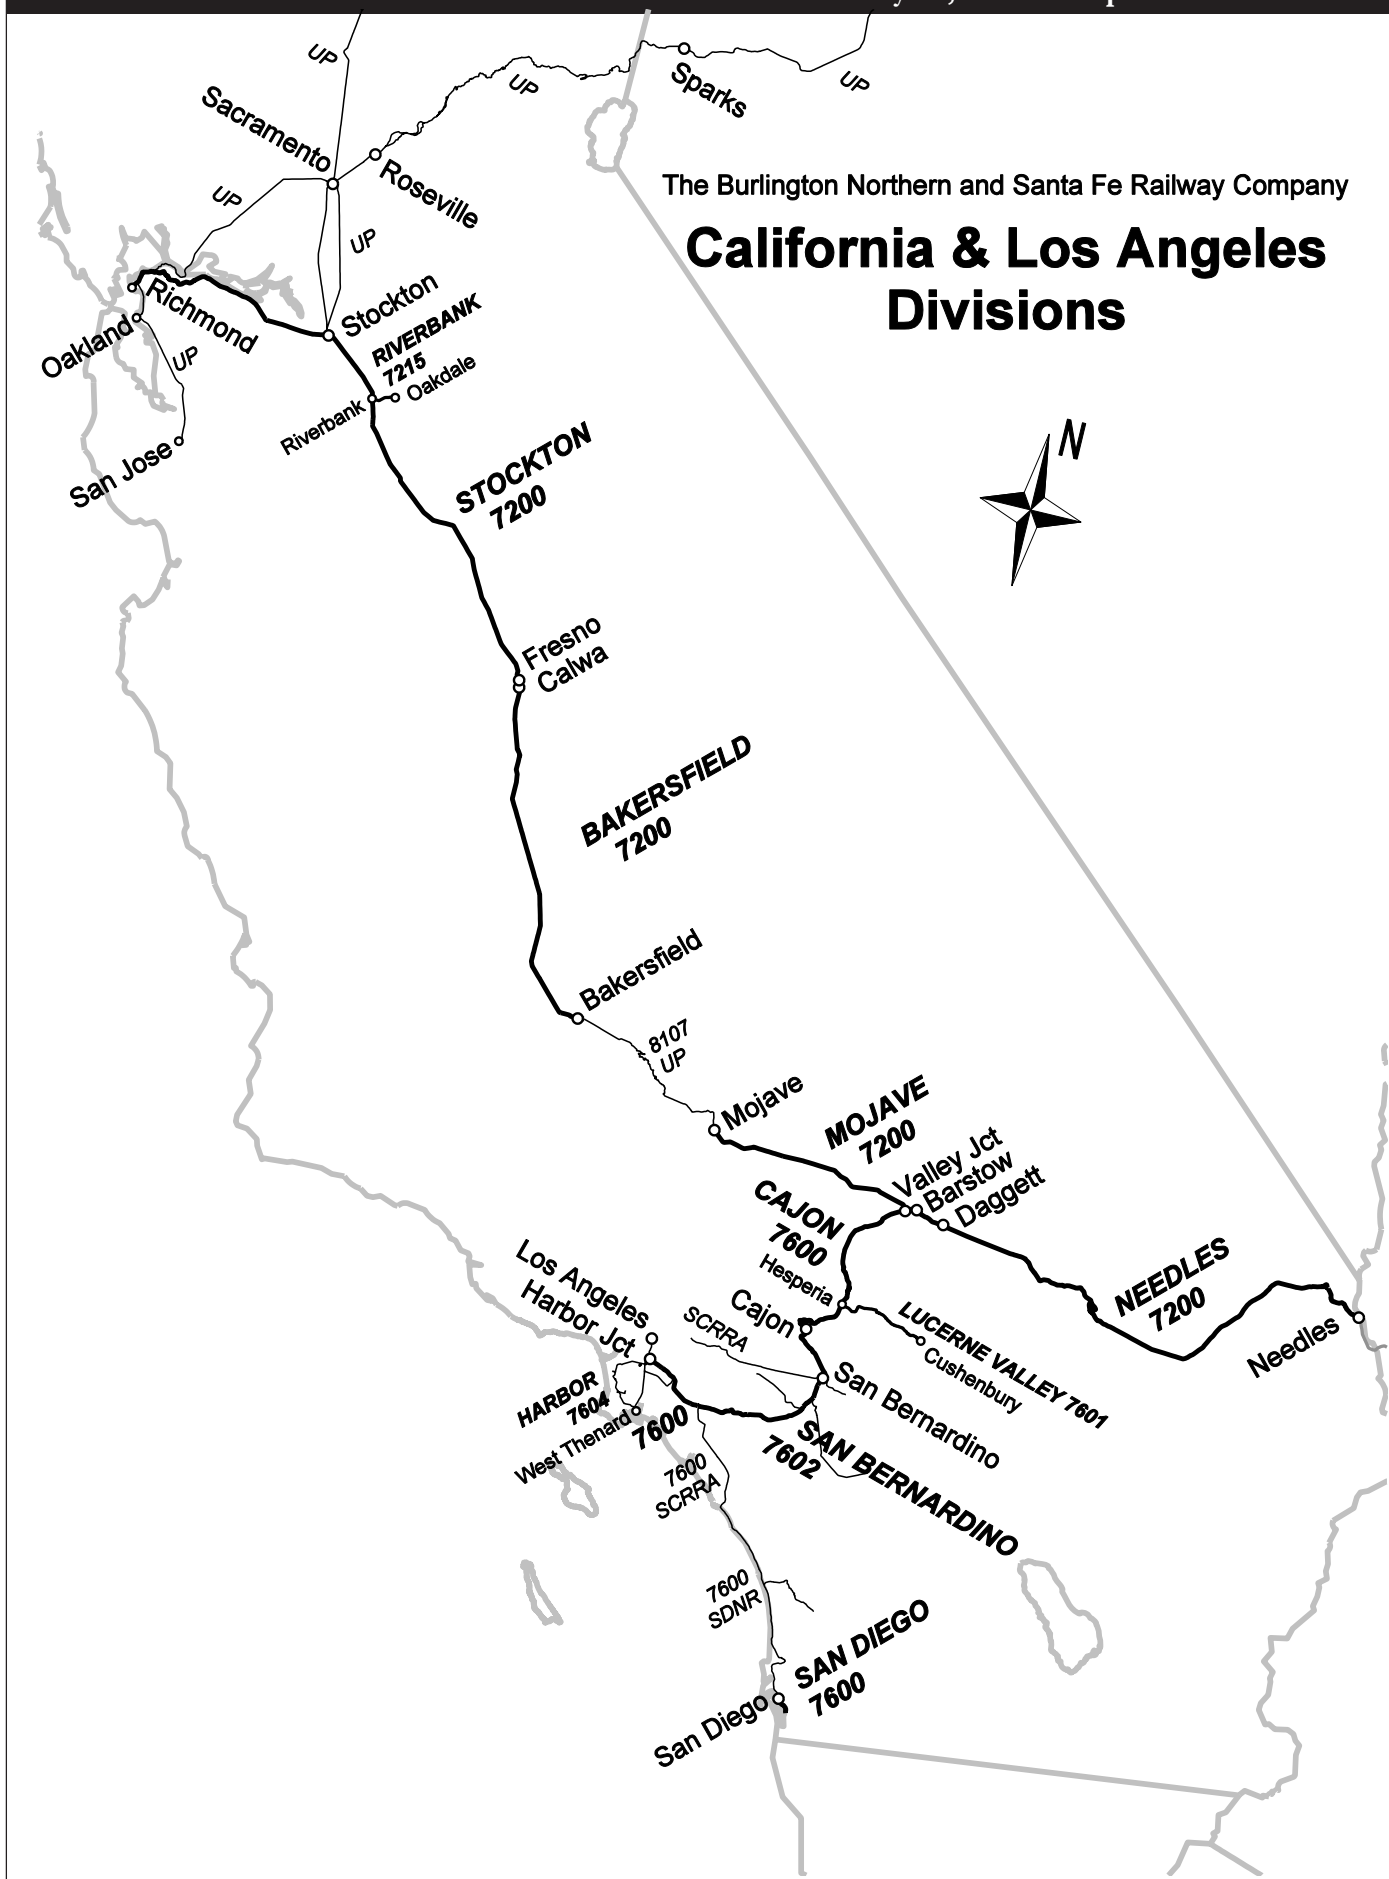 UP
UP
Sparks
UP
Sacramento
Roseville
UP
UP
The Burlington Northern and Santa Fe Railway Company
California & Los Angeles
Divisions
Richmond
Stockton
Oakland
UP
RIVERBANK
7215
Oakdale
Riverbank
San Jose
N
STOCKTON
7200
Fresno
Calwa
BAKERSFIELD
7200
Bakersfield
8107
UP
Mojave
MOJAVE
7200
Valley Jct
Barstow
Daggett
CAJON
7600
Hesperia
NEEDLES
7200
Needles
Los Angeles
Harbor Jct
Cajon
SCRRA
LUCERNE VALLEY 7601
Cushenbury
San Bernardino
HARBOR
7604
West Thenard
7600
SAN BERNARDINO
7602
7600
SCRRA
7600
SDNR
SAN DIEGO
7600
San Diego